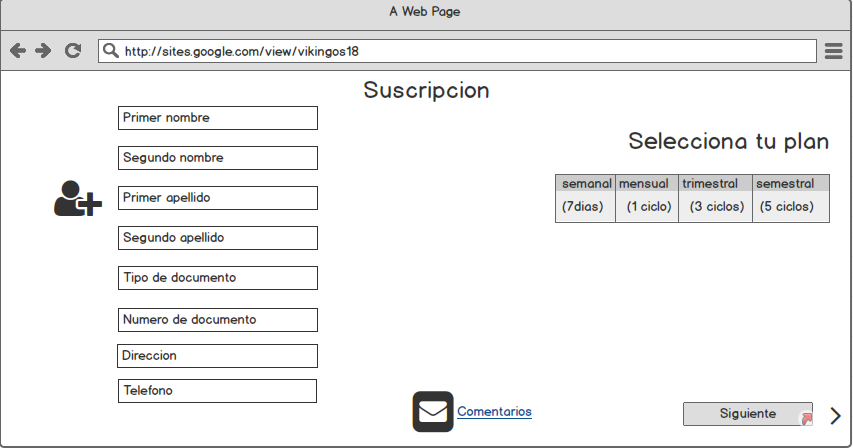 A Web Page
http://sites.google.com/view/vikingos18
Suscripcion
Primer nombre
Segundo nombre
Primer apellido
Segundo apellido
Tipo de documento
Numero de documento
Direccion
Telefono
Selecciona tu plan
semanal mensual trimestral semestral
(7dias) (1 ciclo) (3 ciclos) (5 ciclos)
Comentarios
Siguiente